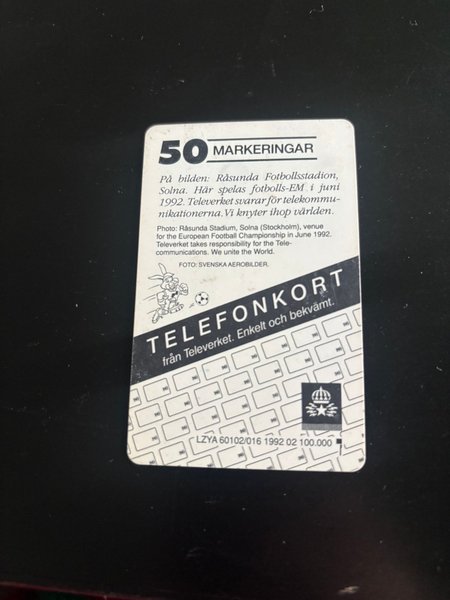 50 MARKERINGAR
På bilden: Råsunda Fotbollsstadion,
Solna. Här spelas fotbolls-EM i juni
1992. Televerket svarar för telekommu-
nikationerna. Vi knyter ihop världen.
Photo: Råsunda Stadium, Solna (Stockholm), venue
for the European Football Championship in June 1992.
Televerket takes responsibility for the Tele-
communications. We unite the World.
FOTO: SVENSKA AEROBILDER.
TELEFONKORT
från Televerket. Enkelt och bekvämt.
LZYA 60102/016 1992 02 100.000